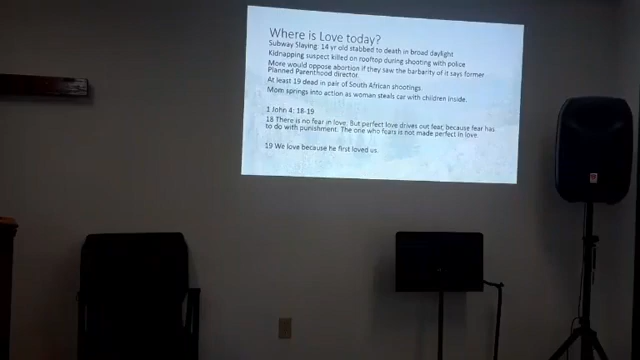 Where is Love today?
Subway Slaying: 14 yr old stabbed to death in broad daylight
Kidnapping suspect killed on rooftop during shooting with police
More would oppose abortion if they saw the barbarity of it says former
Planned Parenthood director.
At least 19 dead in pair of South African shootings.
Mom springs into action as woman steals car with children inside.
1 John 4: 18-19
18 There is no fear in love. But perfect love drives out fear, because fear has
to do with punishment. The one who fears is not made perfect in love.
19 We love because he first loved us.